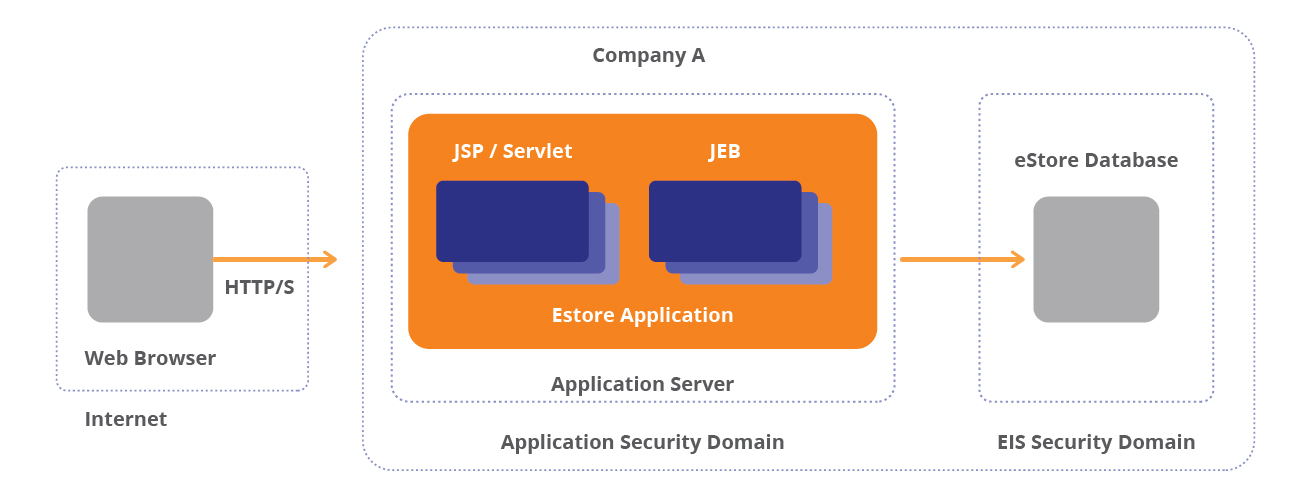 Company A
JSP / Servlet
JEB
eStore Database
HTTP/S
Estore Application
Web Browser
Application Server
Internet
Application Security Domain
EIS Security Domain